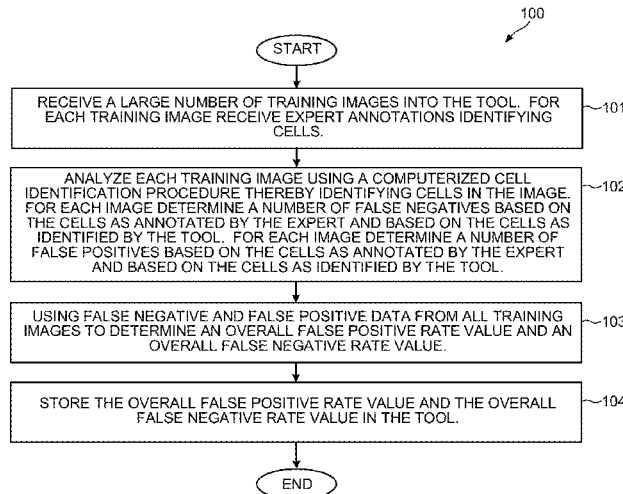 100
START
RECEIVE A LARGE NUMBER OF TRAINING IMAGES INTO THE TOOL. FOR
EACH TRAINING IMAGE RECEIVE EXPERT ANNOTATIONS IDENTIFYING
CELLS.
101
ANALYZE EACH TRAINING IMAGE USING A COMPUTERIZED CELL
IDENTIFICATION PROCEDURE THEREBY IDENTIFYING CELLS IN THE IMAGE.
FOR EACH IMAGE DETERMINE A NUMBER OF FALSE NEGATIVES BASED ON
THE CELLS AS ANNOTATED BY THE EXPERT AND BASED ON THE CELLS AS
IDENTIFIED BY THE TOOL. FOR EACH IMAGE DETERMINE A NUMBER OF
FALSE POSITIVES BASED ON THE CELLS AS ANNOTATED BY THE EXPERT
AND BASED ON THE CELLS AS IDENTIFIED BY THE TOOL.
102
USING FALSE NEGATIVE AND FALSE POSITIVE DATA FROM ALL TRAINING
IMAGES TO DETERMINE AN OVERALL FALSE POSITIVE RATE VALUE AND AN
OVERALL FALSE NEGATIVE RATE VALUE.
103
STORE THE OVERALL FALSE POSITIVE RATE VALUE AND THE OVERALL
FALSE NEGATIVE RATE VALUE IN THE TOOL.
104
END